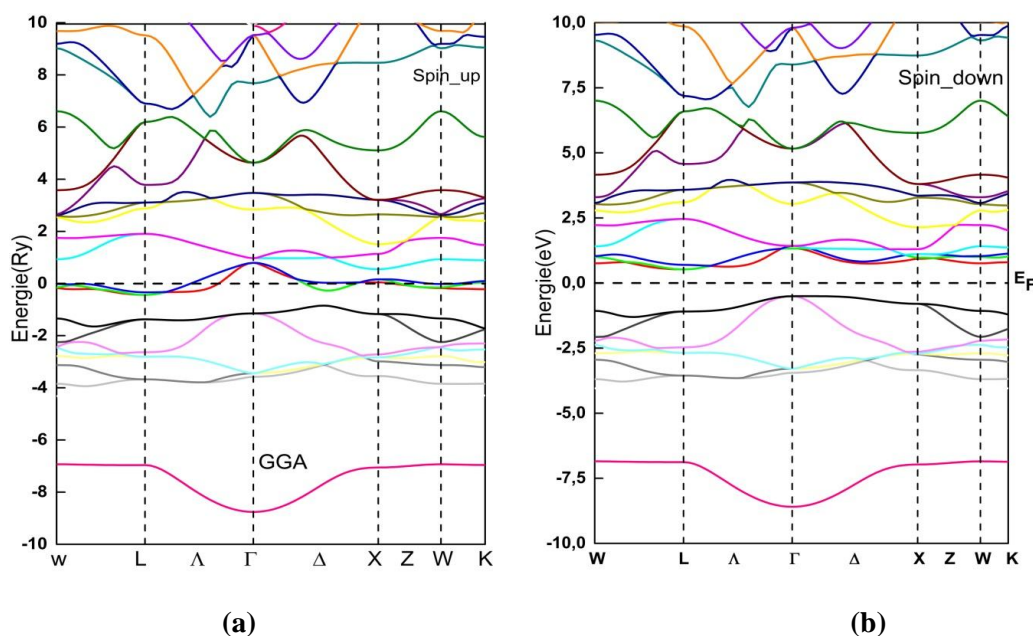 10
8
6
4
2
0
-2
-4
-6
-8
-10
Energie(Ry)
Spin_up
GGA
w L Λ Γ Δ X Z W K
(a)
(b)
10,0
7,5
5,0
2,5
0,0
-2,5
-5,0
-7,5
-10,0
Energie(eV)
Spin_down
E_F
W L Λ Γ Δ X Z W K